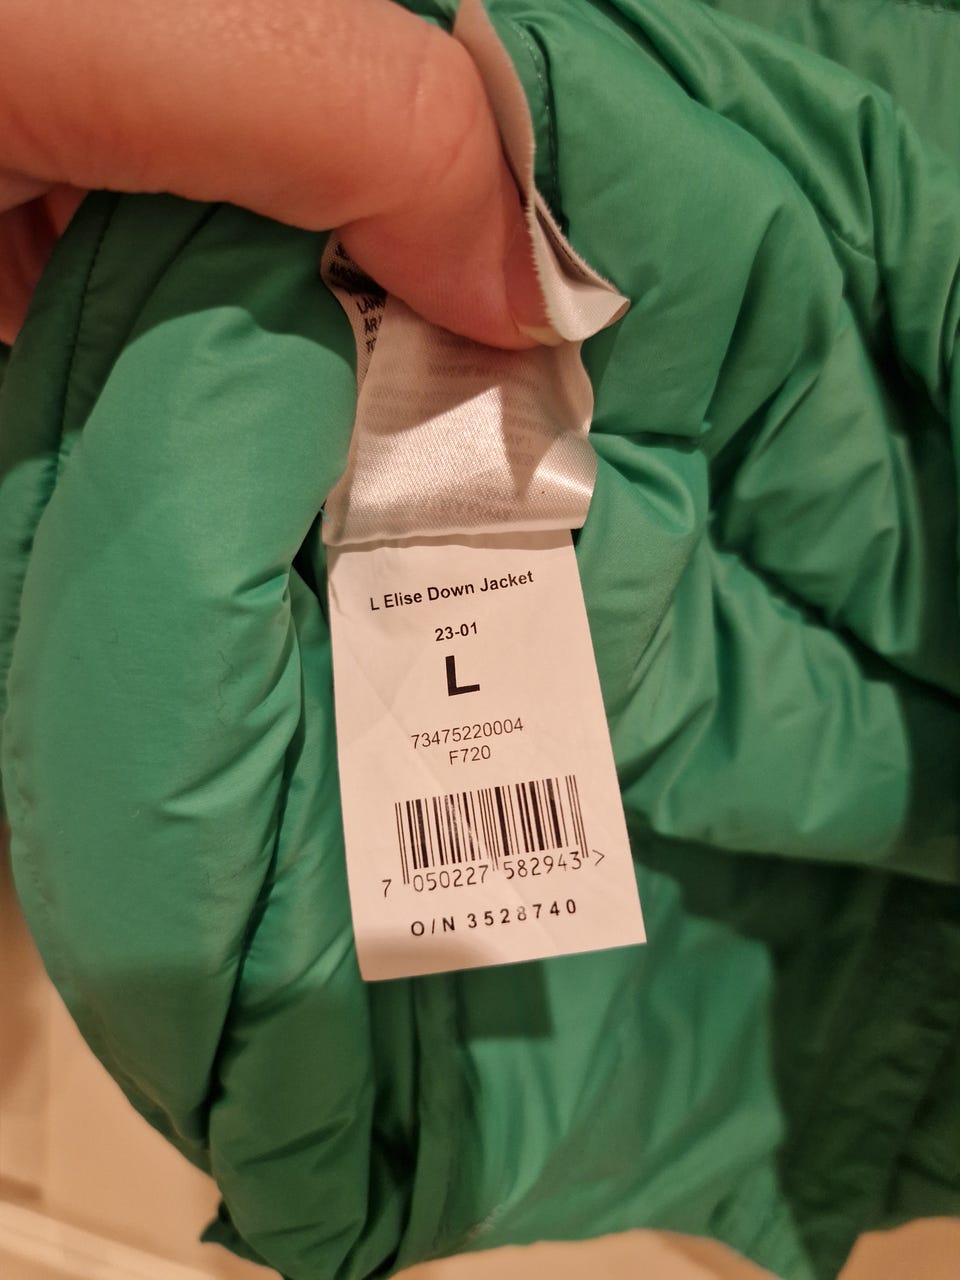 L Elise Down Jacket
23-01
L
73475220004
F720
7 050227 582943 >
O/N 3528740